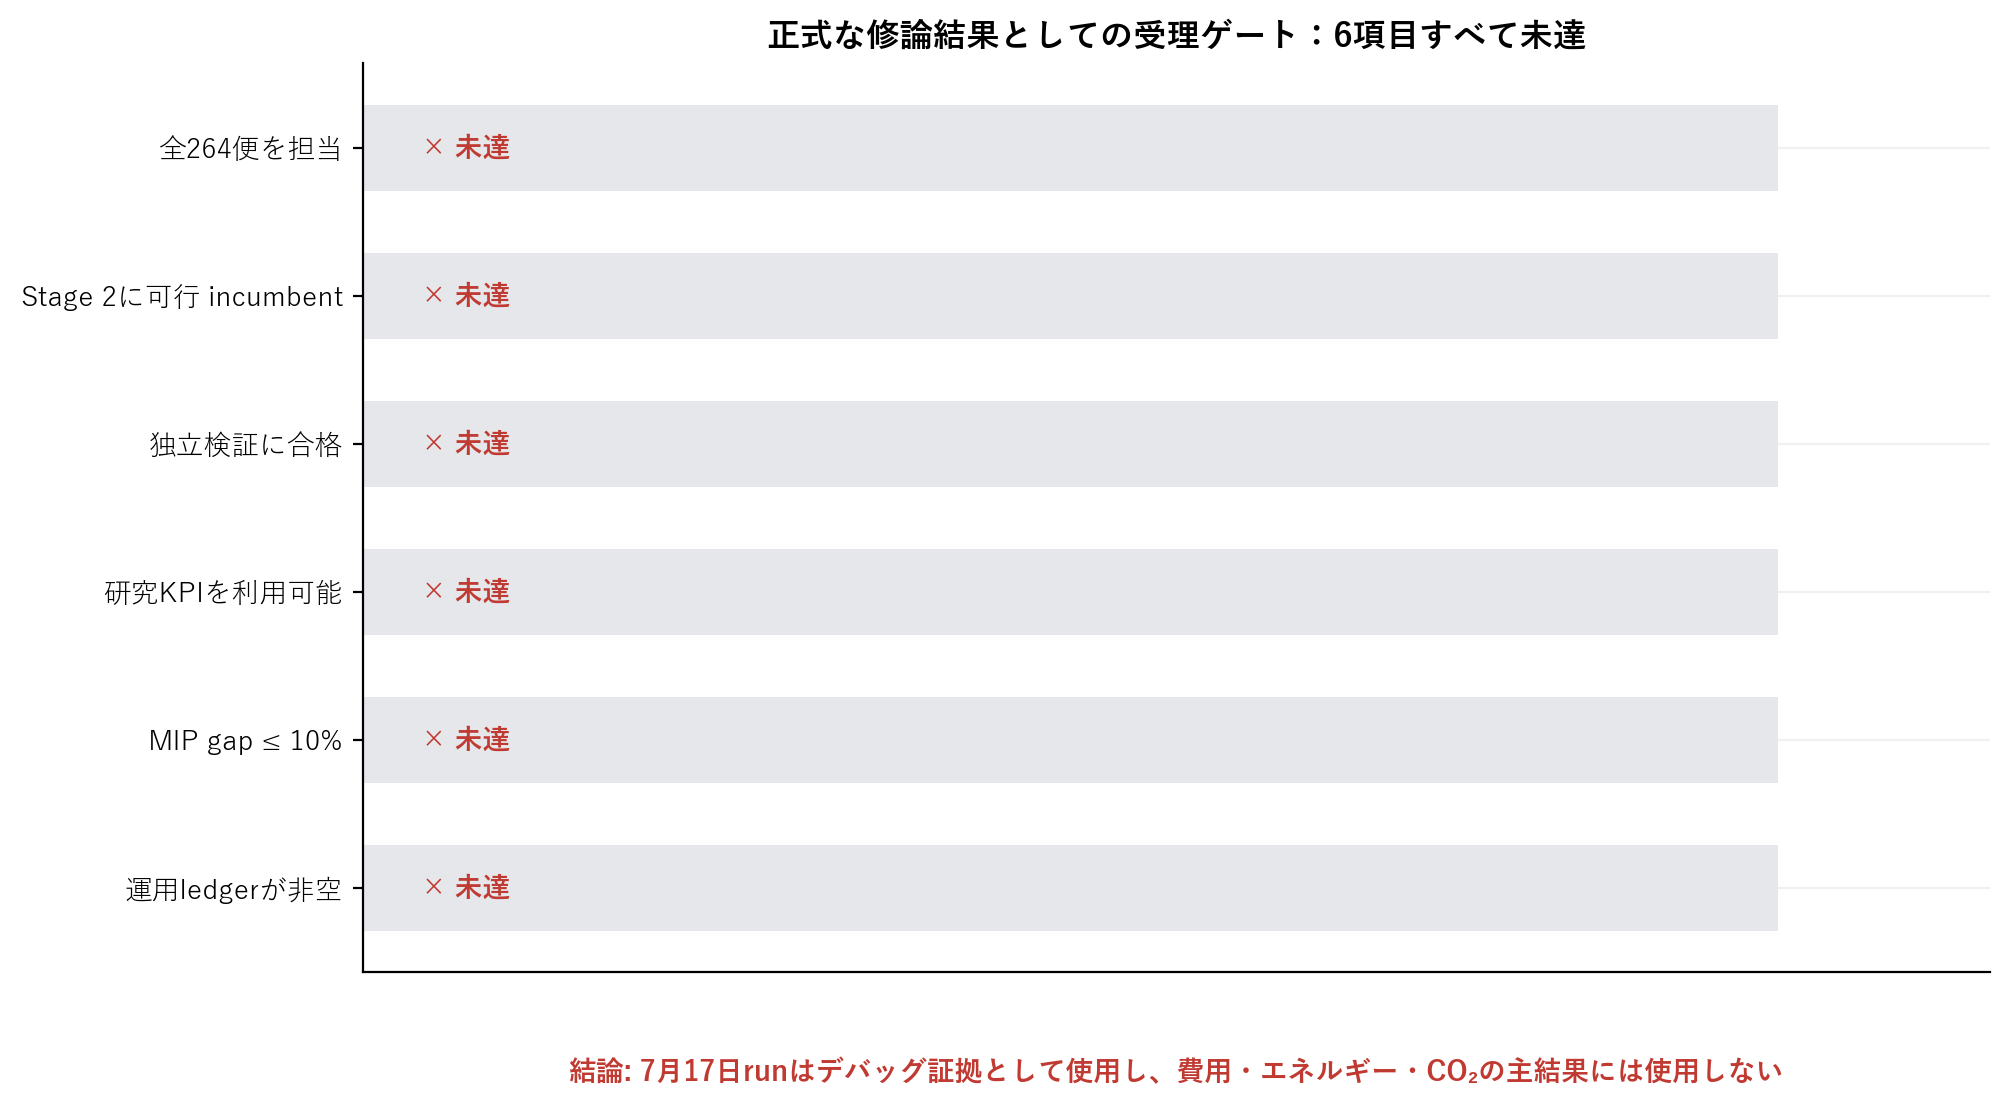 正式な修論結果としての受理ゲート：6項目すべて未達
全264便を担当
× 未達
Stage 2に可行 incumbent
× 未達
独立検証に合格
× 未達
研究KPIを利用可能
× 未達
MIP gap ≤ 10%
× 未達
運用ledgerが非空
× 未達
結論: 7月17日runはデバッグ証拠として使用し、費用・エネルギー・CO₂の主結果には使用しない